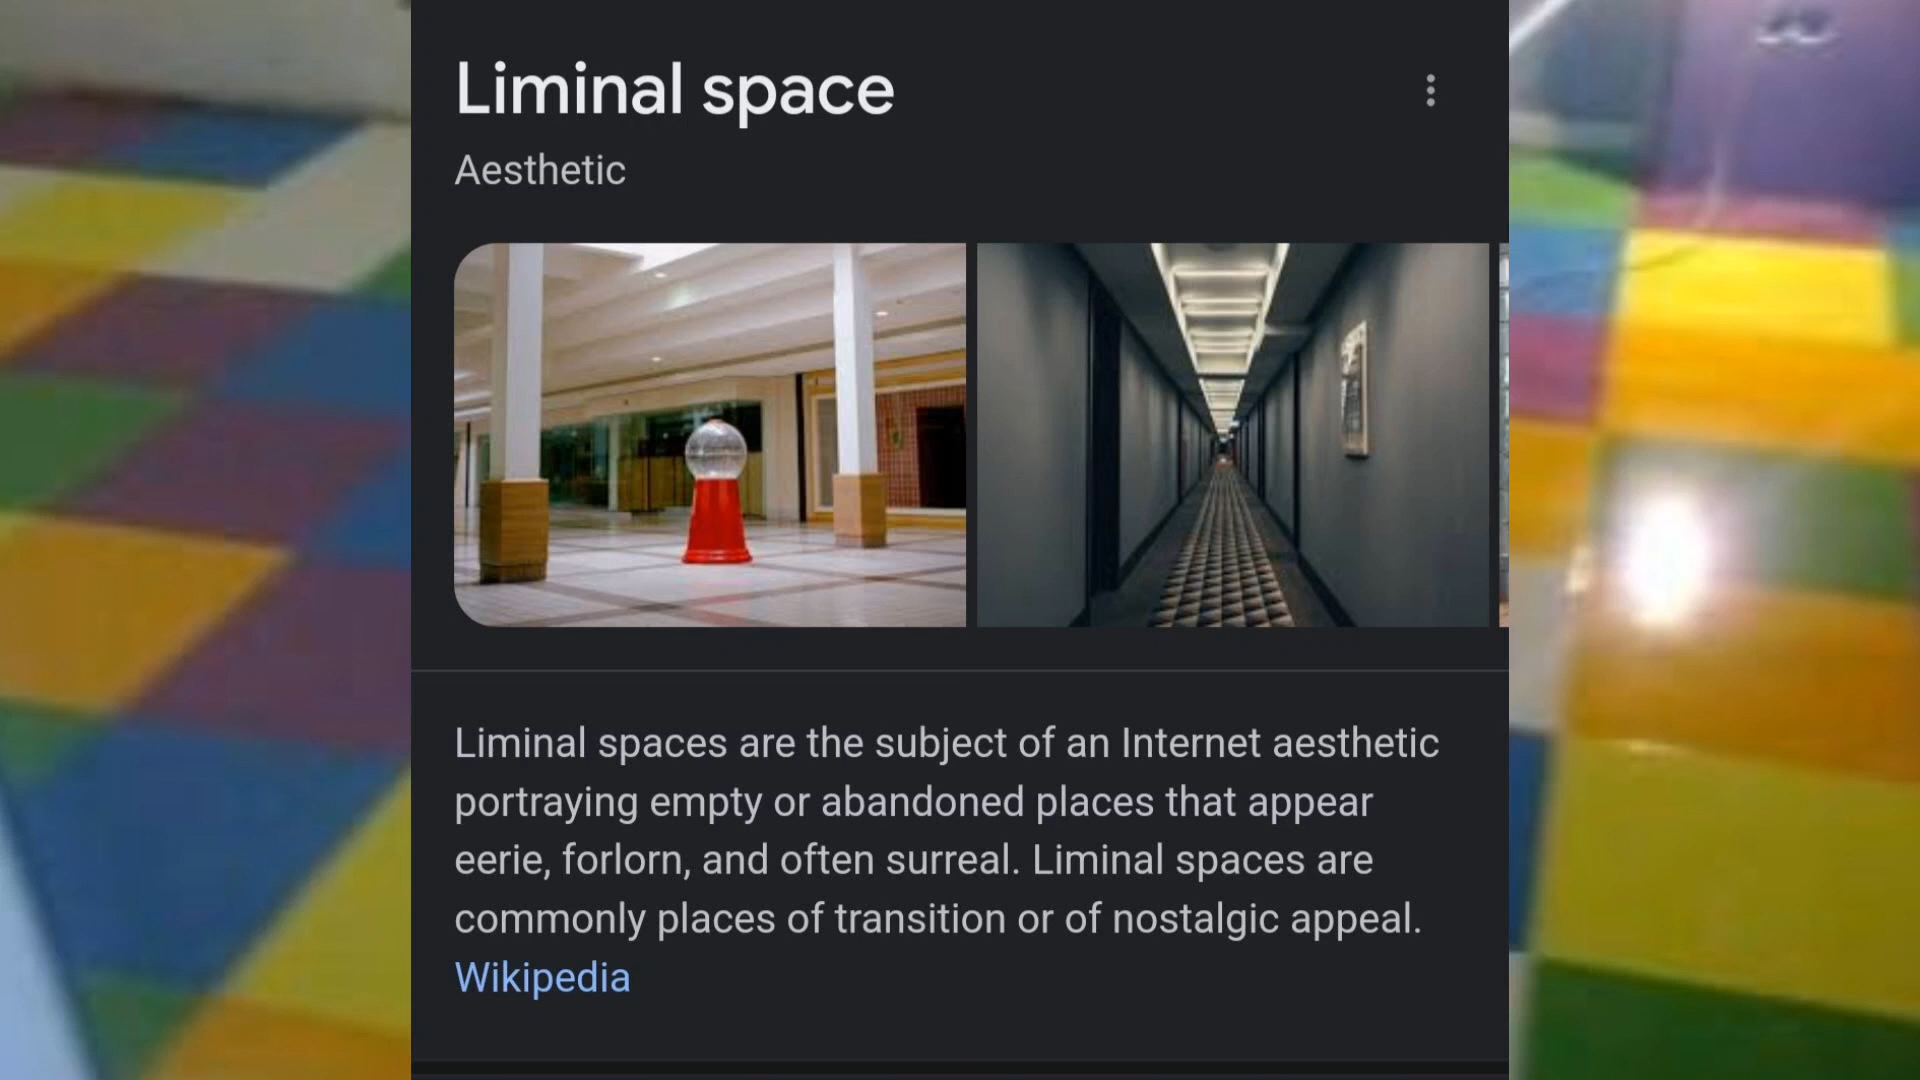 Liminal space
Aesthetic
Liminal spaces are the subject of an Internet aesthetic
portraying empty or abandoned places that appear
eerie, forlorn, and often surreal. Liminal spaces are
commonly places of transition or of nostalgic appeal.
Wikipedia